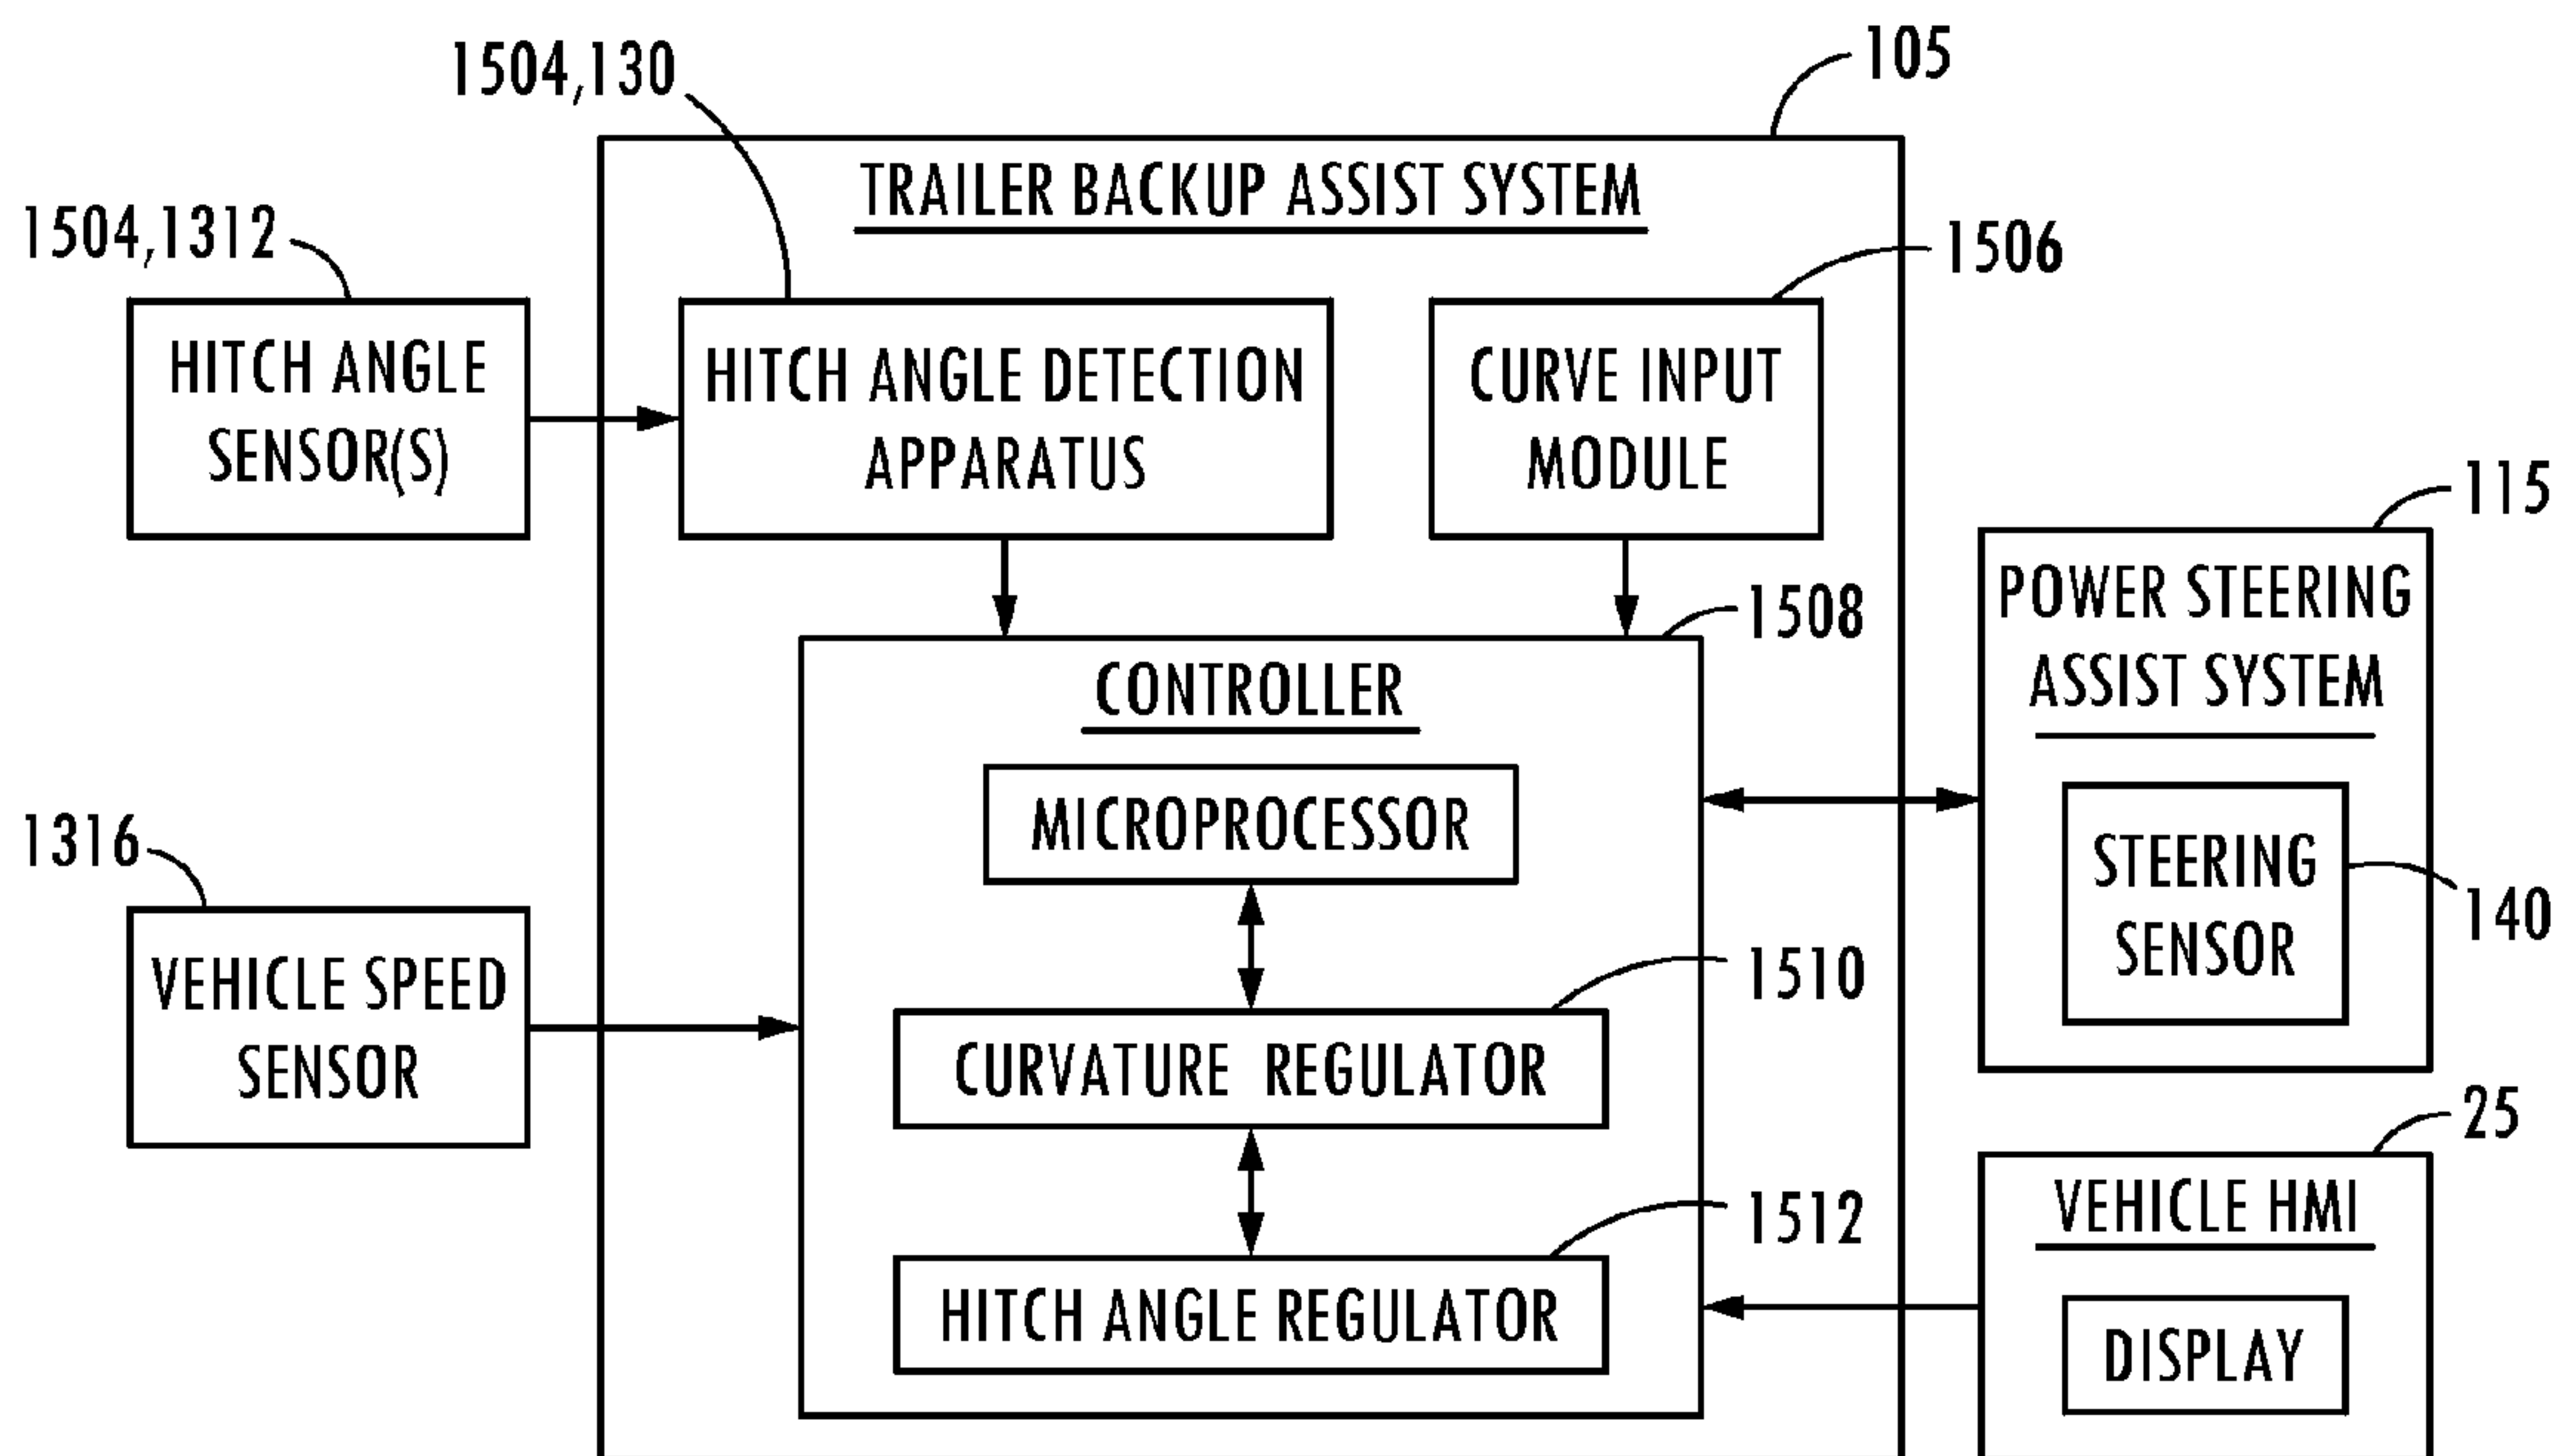 1504,130
105
TRAILER BACKUP ASSIST SYSTEM
1504,1312
1506
HITCH ANGLE
SENSOR(S)
HITCH ANGLE DETECTION
APPARATUS
CURVE INPUT
MODULE
115
POWER STEERING
ASSIST SYSTEM
1508
CONTROLLER
MICROPROCESSOR
STEERING
SENSOR
140
1316
VEHICLE SPEED
SENSOR
1510
CURVATURE REGULATOR
25
VEHICLE HMI
1512
HITCH ANGLE REGULATOR
DISPLAY